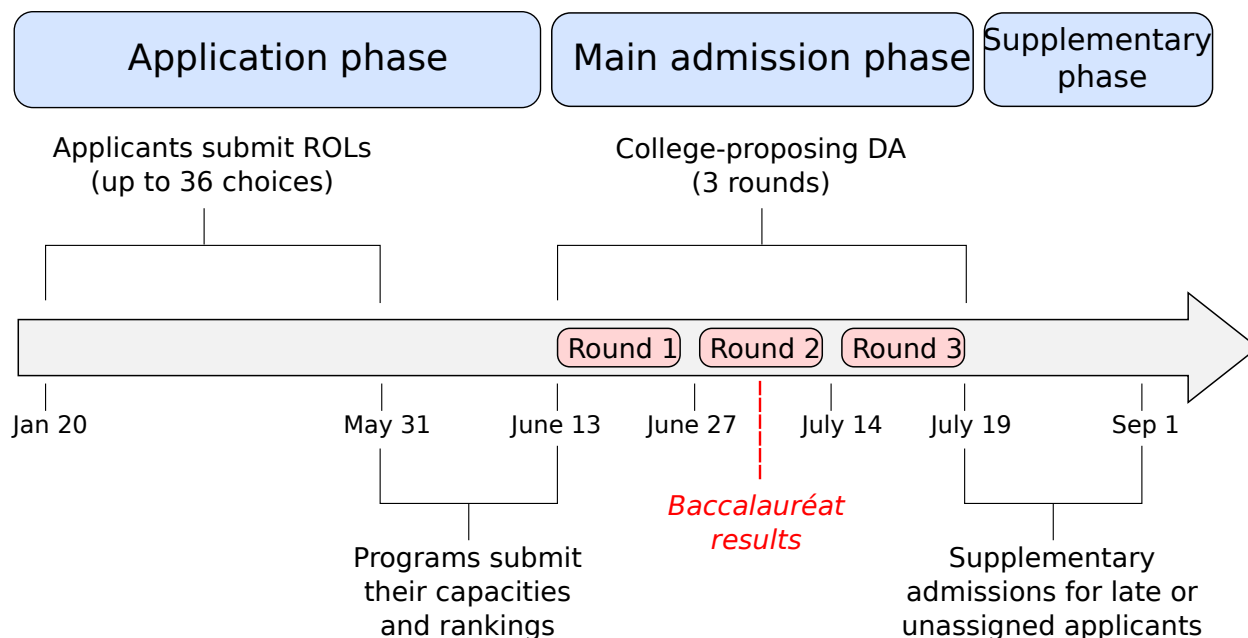 Application phase
Main admission phase
Supplementary
phase
Applicants submit ROLs
(up to 36 choices)
College-proposing DA
(3 rounds)
Round 1
Round 2
Round 3
Jan 20
May 31
June 13
June 27
July 14
July 19
Sep 1
Baccalauréat
results
Programs submit
their capacities
and rankings
Supplementary
admissions for late or
unassigned applicants